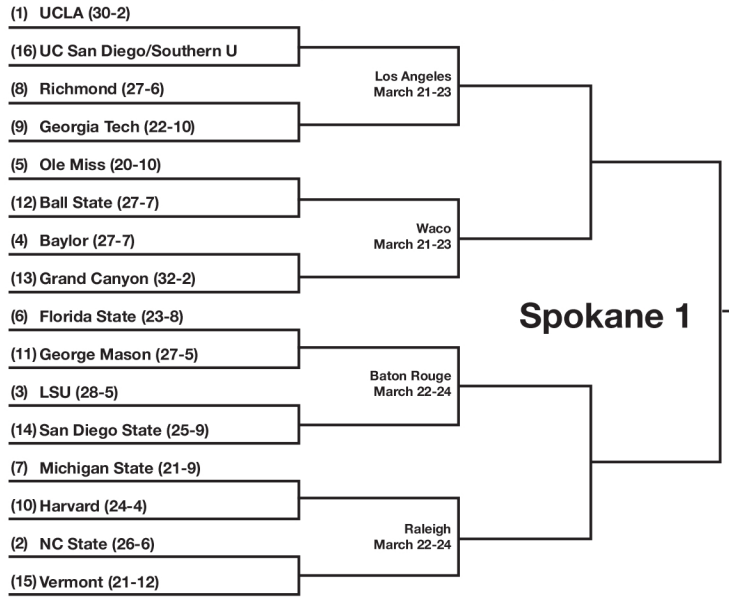 (1) UCLA (30-2)
(16) UC San Diego/Southern U
(8) Richmond (27-6)
(9) Georgia Tech (22-10)
(5) Ole Miss (20-10)
(12) Ball State (27-7)
(4) Baylor (27-7)
(13) Grand Canyon (32-2)
(6) Florida State (23-8)
(11) George Mason (27-5)
(3) LSU (28-5)
(14) San Diego State (25-9)
(7) Michigan State (21-9)
(10) Harvard (24-4)
(2) NC State (26-6)
(15) Vermont (21-12)
Los Angeles
March 21-23
Waco
March 21-23
Baton Rouge
March 22-24
Raleigh
March 22-24
Spokane 1